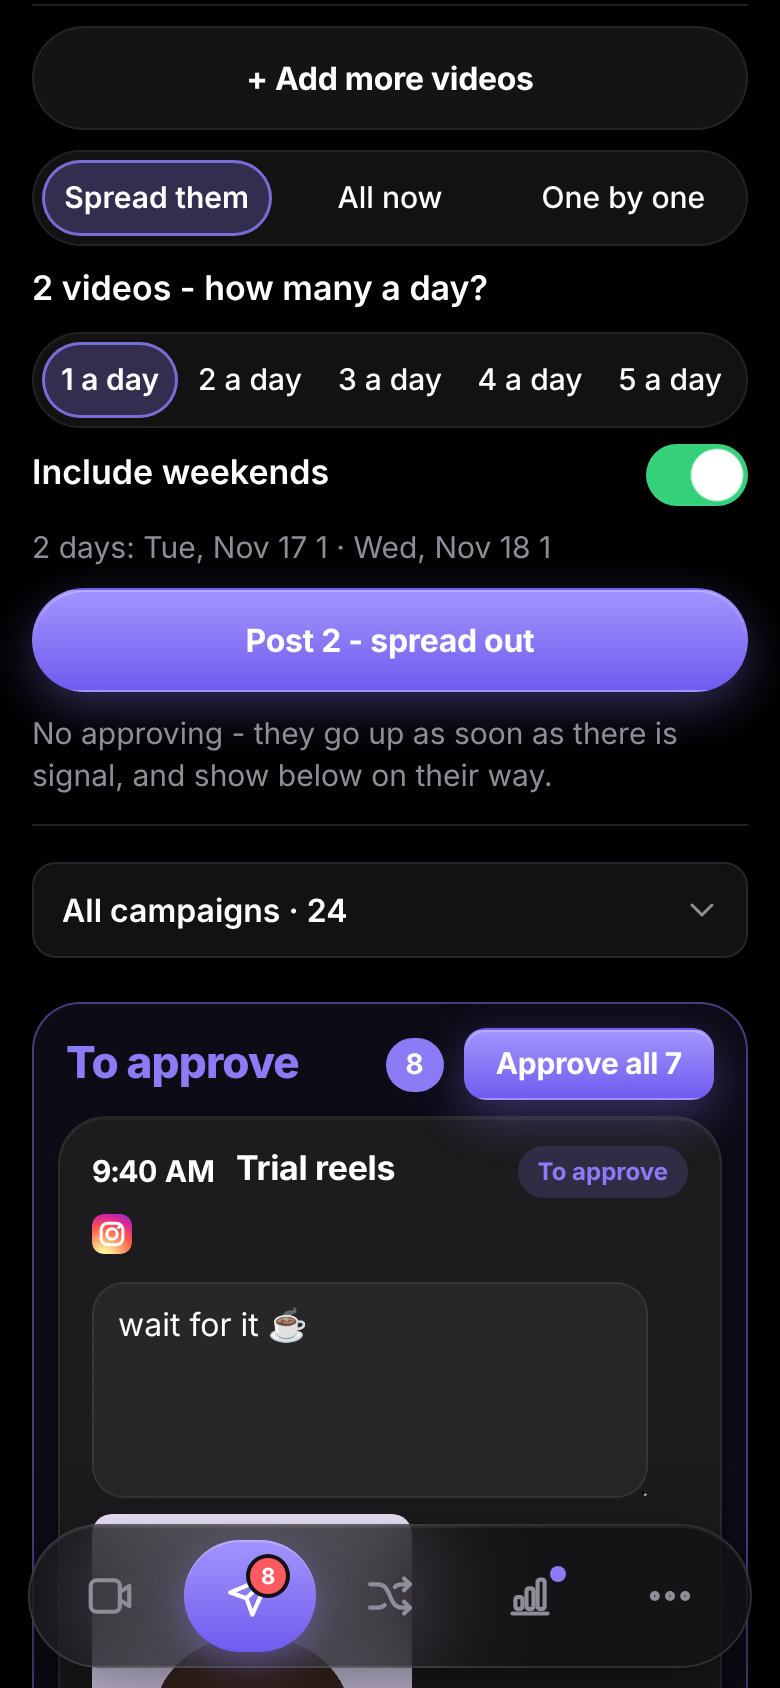 + Add more videos
Spread them All now One by one
2 videos - how many a day?
1 a day 2 a day 3 a day 4 a day 5 a day
Include weekends
2 days: Tue, Nov 17 1 · Wed, Nov 18 1
Post 2 - spread out
No approving - they go up as soon as there is
signal, and show below on their way.
All campaigns · 24
To approve 8 Approve all 7
9:40 AM Trial reels To approve
wait for it ☕
8